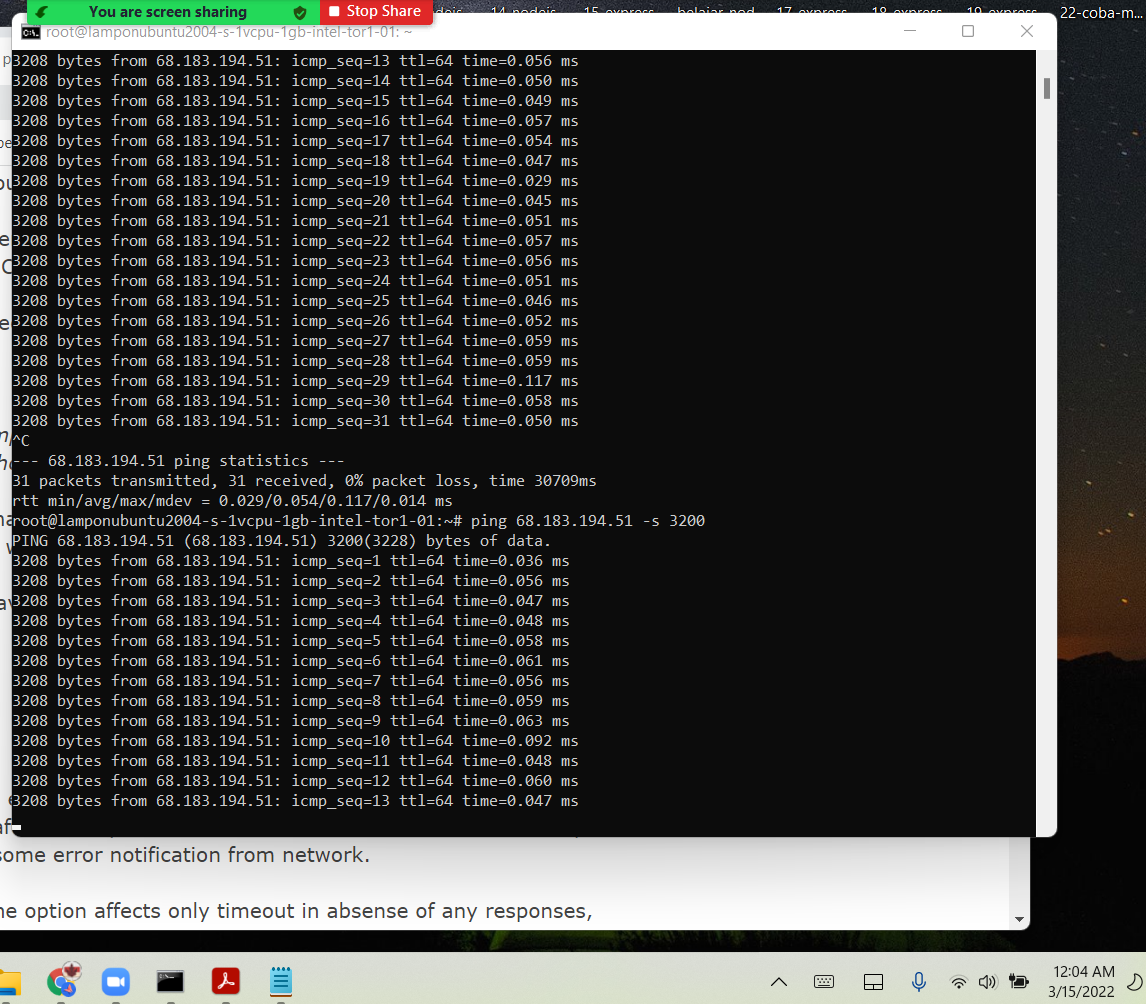 14-nodejs 15-express belajar-nod 17-express 18-express 19-express 22-coba-m...
You are screen sharing Stop Share
root@lamponubuntu2004-s-1vcpu-1gb-intel-tor1-01: ~
3208 bytes from 68.183.194.51: icmp_seq=13 ttl=64 time=0.056 ms
3208 bytes from 68.183.194.51: icmp_seq=14 ttl=64 time=0.050 ms
3208 bytes from 68.183.194.51: icmp_seq=15 ttl=64 time=0.049 ms
3208 bytes from 68.183.194.51: icmp_seq=16 ttl=64 time=0.057 ms
3208 bytes from 68.183.194.51: icmp_seq=17 ttl=64 time=0.054 ms
3208 bytes from 68.183.194.51: icmp_seq=18 ttl=64 time=0.047 ms
3208 bytes from 68.183.194.51: icmp_seq=19 ttl=64 time=0.029 ms
3208 bytes from 68.183.194.51: icmp_seq=20 ttl=64 time=0.045 ms
3208 bytes from 68.183.194.51: icmp_seq=21 ttl=64 time=0.051 ms
3208 bytes from 68.183.194.51: icmp_seq=22 ttl=64 time=0.057 ms
3208 bytes from 68.183.194.51: icmp_seq=23 ttl=64 time=0.056 ms
3208 bytes from 68.183.194.51: icmp_seq=24 ttl=64 time=0.051 ms
3208 bytes from 68.183.194.51: icmp_seq=25 ttl=64 time=0.046 ms
3208 bytes from 68.183.194.51: icmp_seq=26 ttl=64 time=0.052 ms
3208 bytes from 68.183.194.51: icmp_seq=27 ttl=64 time=0.059 ms
3208 bytes from 68.183.194.51: icmp_seq=28 ttl=64 time=0.059 ms
3208 bytes from 68.183.194.51: icmp_seq=29 ttl=64 time=0.117 ms
3208 bytes from 68.183.194.51: icmp_seq=30 ttl=64 time=0.058 ms
3208 bytes from 68.183.194.51: icmp_seq=31 ttl=64 time=0.050 ms
^C
--- 68.183.194.51 ping statistics ---
31 packets transmitted, 31 received, 0% packet loss, time 30709ms
rtt min/avg/max/mdev = 0.029/0.054/0.117/0.014 ms
root@lamponubuntu2004-s-1vcpu-1gb-intel-tor1-01:~# ping 68.183.194.51 -s 3200
PING 68.183.194.51 (68.183.194.51) 3200(3228) bytes of data.
3208 bytes from 68.183.194.51: icmp_seq=1 ttl=64 time=0.036 ms
3208 bytes from 68.183.194.51: icmp_seq=2 ttl=64 time=0.056 ms
3208 bytes from 68.183.194.51: icmp_seq=3 ttl=64 time=0.047 ms
3208 bytes from 68.183.194.51: icmp_seq=4 ttl=64 time=0.048 ms
3208 bytes from 68.183.194.51: icmp_seq=5 ttl=64 time=0.058 ms
3208 bytes from 68.183.194.51: icmp_seq=6 ttl=64 time=0.061 ms
3208 bytes from 68.183.194.51: icmp_seq=7 ttl=64 time=0.056 ms
3208 bytes from 68.183.194.51: icmp_seq=8 ttl=64 time=0.059 ms
3208 bytes from 68.183.194.51: icmp_seq=9 ttl=64 time=0.063 ms
3208 bytes from 68.183.194.51: icmp_seq=10 ttl=64 time=0.092 ms
3208 bytes from 68.183.194.51: icmp_seq=11 ttl=64 time=0.048 ms
3208 bytes from 68.183.194.51: icmp_seq=12 ttl=64 time=0.060 ms
3208 bytes from 68.183.194.51: icmp_seq=13 ttl=64 time=0.047 ms
some error notification from network.
he option affects only timeout in absense of any responses,
12:04 AM
3/15/2022